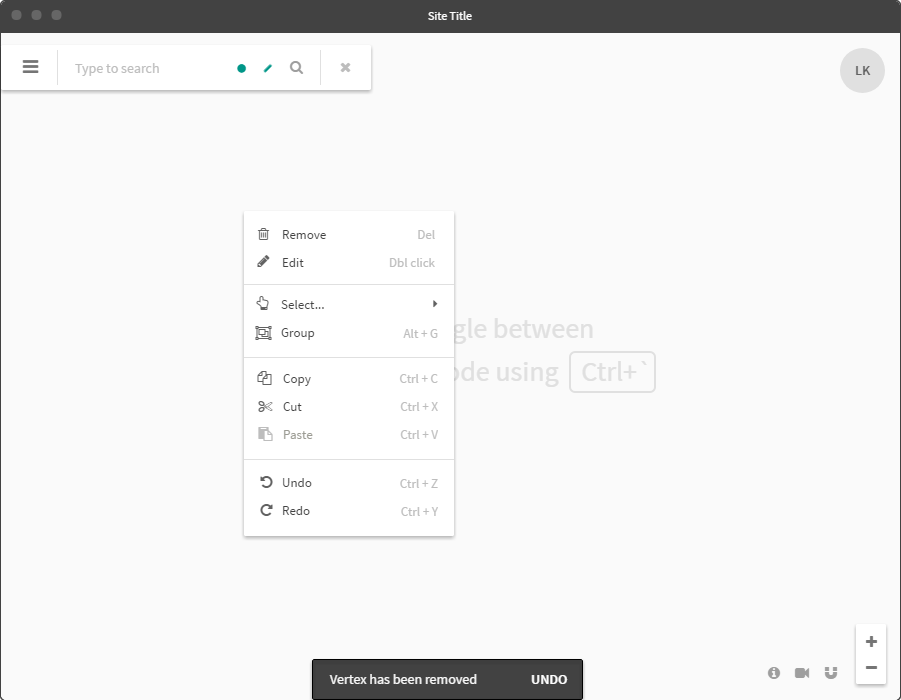 Site Title
Type to search
LK
Remove Del
Edit Dbl click
Select...
Group Alt + G
gle between
ode using Ctrl+`
Copy Ctrl + C
Cut Ctrl + X
Paste Ctrl + V
Undo Ctrl + Z
Redo Ctrl + Y
Vertex has been removed UNDO